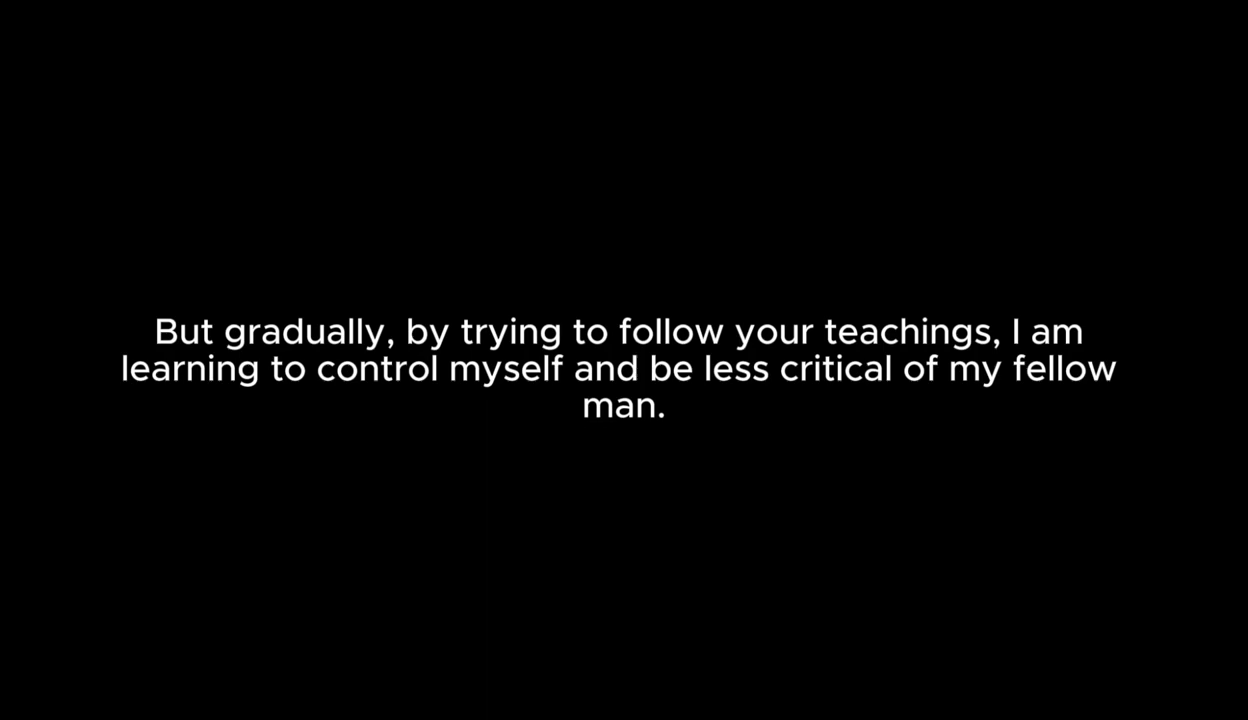 But gradually, by trying to follow your teachings, I am
learning to control myself and be less critical of my fellow
man.